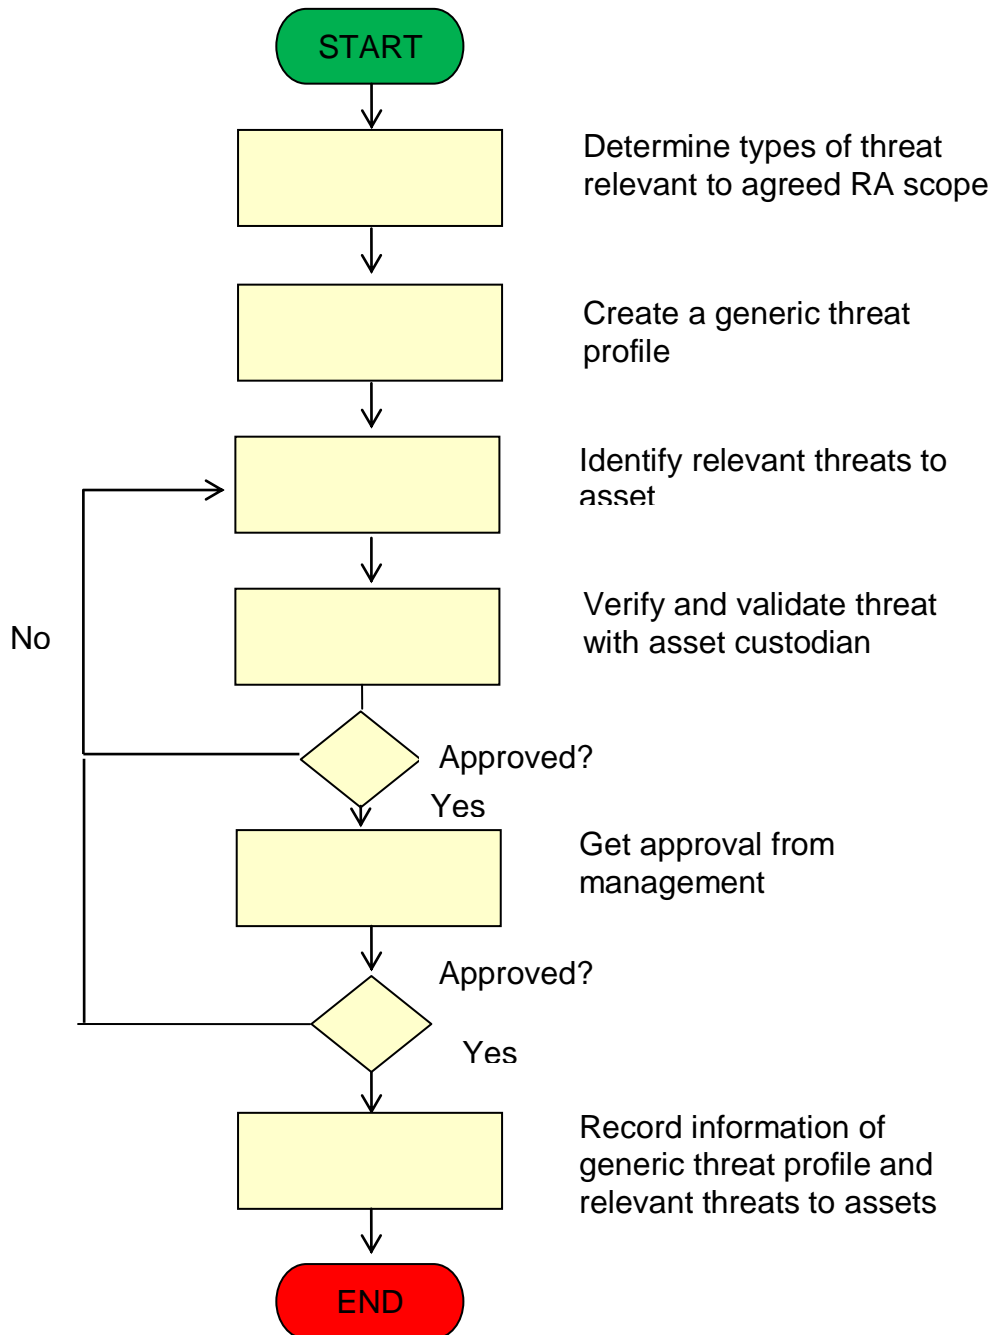 START
Determine types of threat
relevant to agreed RA scope
Create a generic threat
profile
Identify relevant threats to
asset
Verify and validate threat
with asset custodian
No
Approved?
Yes
Get approval from
management
Approved?
Yes
Record information of
generic threat profile and
relevant threats to assets
END